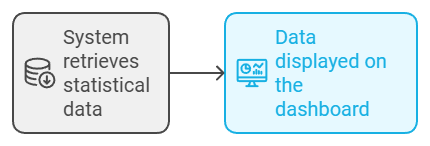 System
retrieves
statistical
data
Data
displayed on
the
dashboard